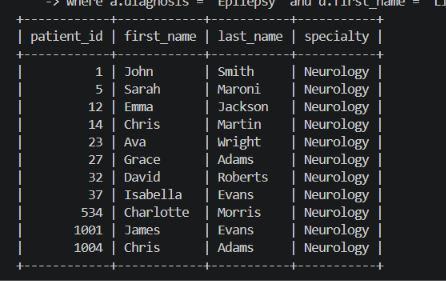 -> where a.diagnosis = 'Epilepsy' and d.first_name = 'Li
+------------+------------+-----------+-----------+
| patient_id | first_name | last_name | specialty |
+------------+------------+-----------+-----------+
|          1 | John       | Smith     | Neurology |
|          5 | Sarah      | Maroni    | Neurology |
|         12 | Emma       | Jackson   | Neurology |
|         14 | Chris      | Martin    | Neurology |
|         23 | Ava        | Wright    | Neurology |
|         27 | Grace      | Adams     | Neurology |
|         32 | David      | Roberts   | Neurology |
|         37 | Isabella   | Evans     | Neurology |
|        534 | Charlotte  | Morris    | Neurology |
|       1001 | James      | Evans     | Neurology |
|       1004 | Chris      | Adams     | Neurology |
+------------+------------+-----------+-----------+